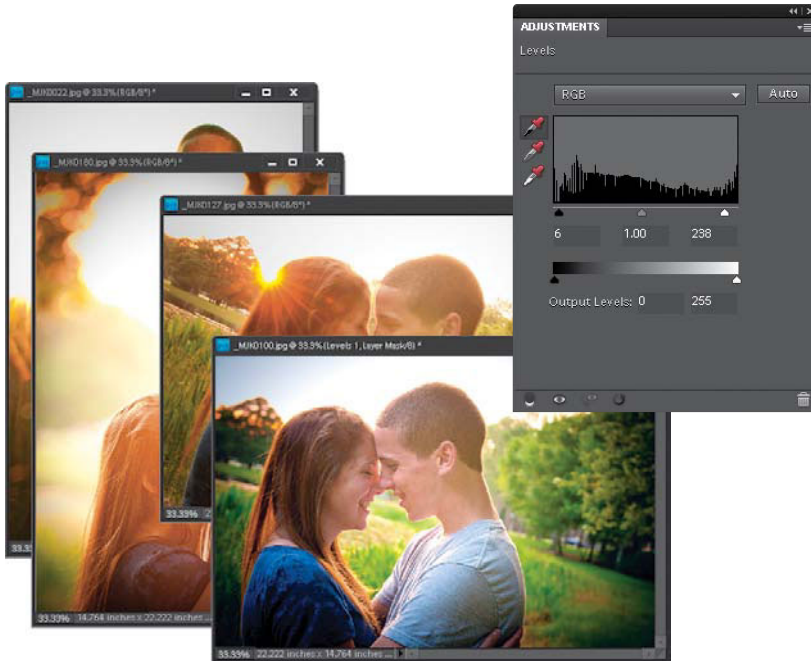 ADJUSTMENTS
Levels
RGB
Auto
6 1.00 238
Output Levels: 0 255
_MJK0022.jpg @ 33.3% (RGB/8*) *
_MJK0180.jpg @ 33.3% (RGB/8*) *
_MJK0127.jpg @ 33.3% (RGB/8*) *
_MJK0100.jpg @ 33.3% (Levels 1, Layer Mask/8) *
33.33%
33.33% 14.764 inches x 22.222 inches ...
33.33% 22.222 inches x 14.764 inches ...